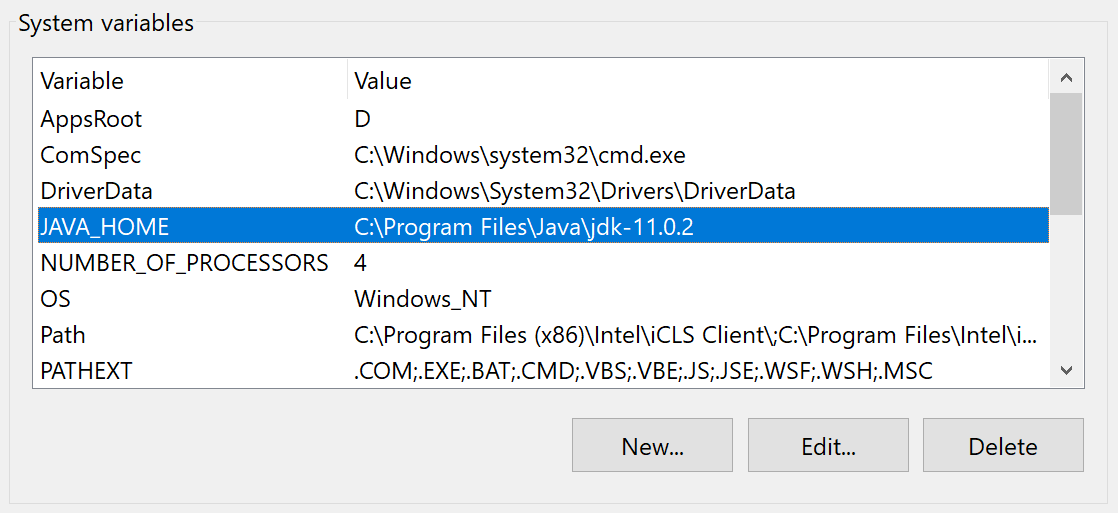 System variables
Variable Value
AppsRoot D
ComSpec C:\Windows\system32\cmd.exe
DriverData C:\Windows\System32\Drivers\DriverData
JAVA_HOME C:\Program Files\Java\jdk-11.0.2
NUMBER_OF_PROCESSORS 4
OS Windows_NT
Path C:\Program Files (x86)\Intel\iCLS Client\;C:\Program Files\Intel\i...
PATHEXT .COM;.EXE;.BAT;.CMD;.VBS;.VBE;.JS;.JSE;.WSF;.WSH;.MSC
New... Edit... Delete